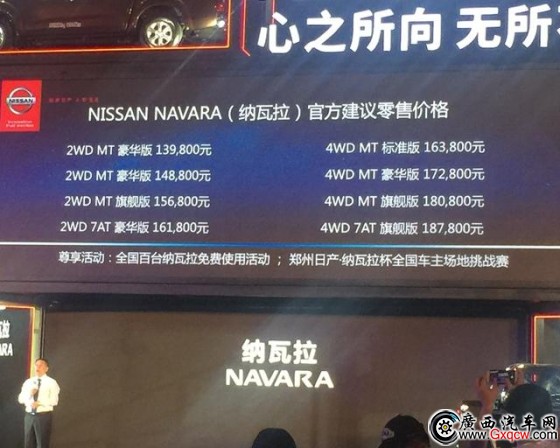 心之所向 无所
NISSAN
NISSAN NAVARA（纳瓦拉）官方建议零售价格
2WD MT 豪华版 139,800元
2WD MT 豪华版 148,800元
2WD MT 旗舰版 156,800元
2WD 7AT 豪华版 161,800元
4WD MT 标准版 163,800元
4WD MT 豪华版 172,800元
4WD MT 旗舰版 180,800元
4WD 7AT 旗舰版 187,800元
尊享活动：全国百台纳瓦拉免费使用活动 ；郑州日产·纳瓦拉杯全国车主场地挑战赛
纳瓦拉
NAVARA
瓦拉
VARA
廣西汽车网
www.Gxqcw.com